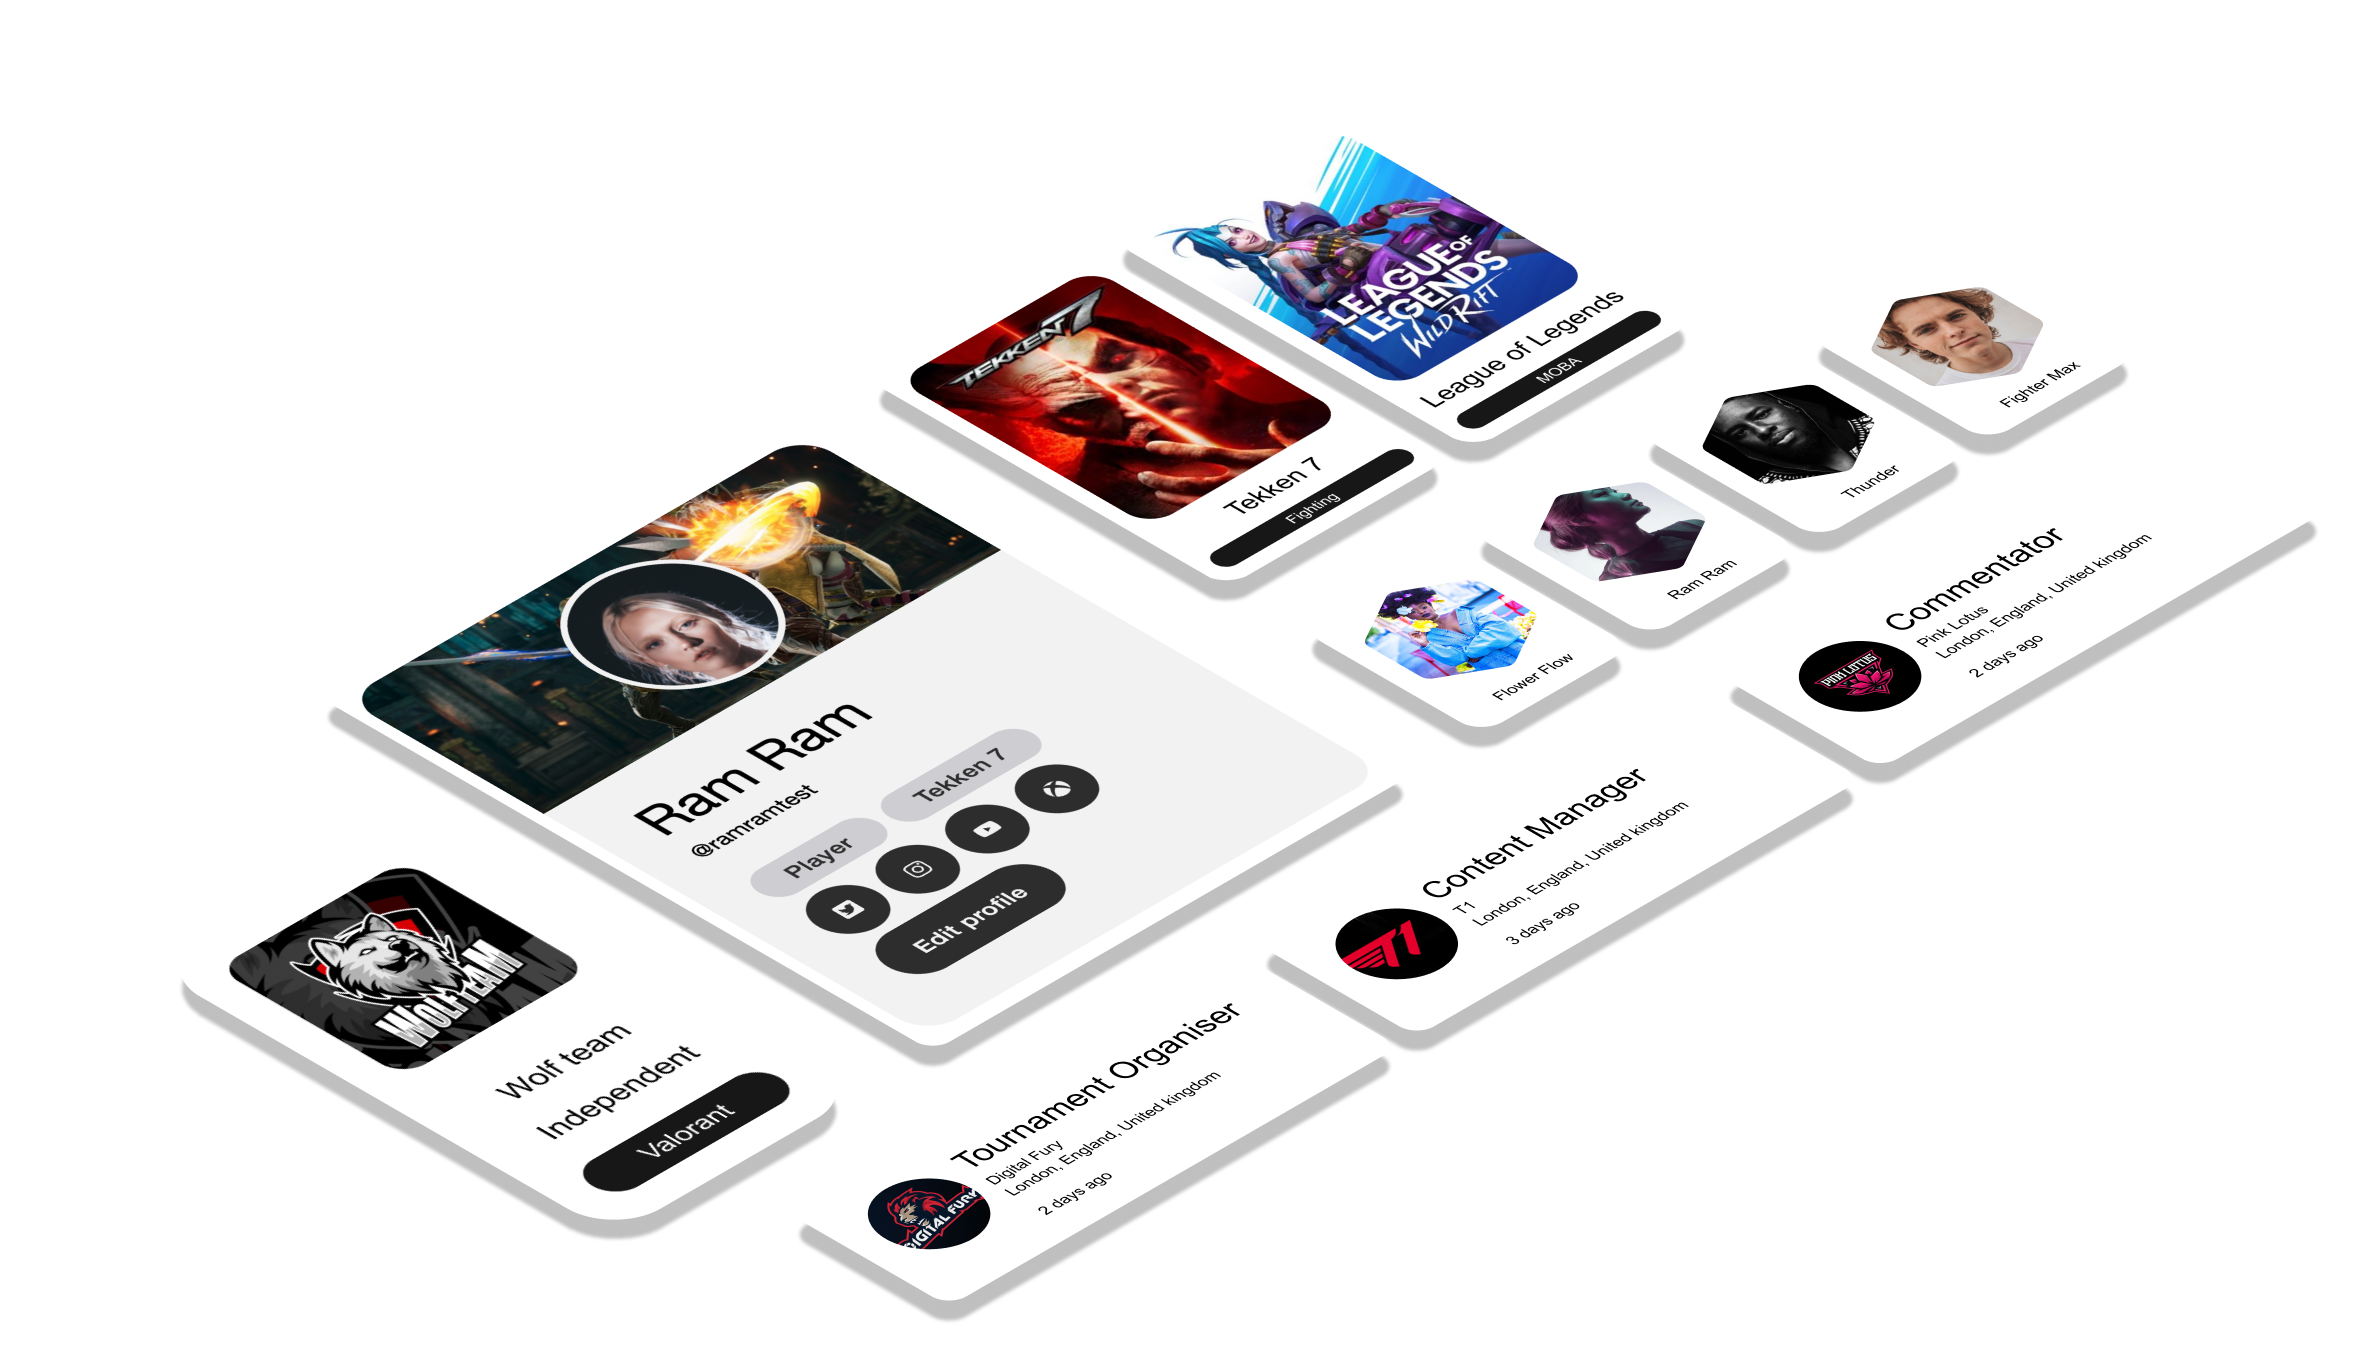 LEAGUE OF
LEGENDS
WILD RIFT
League of Legends
MOBA
TEKKEN 7
Tekken 7
Fighting
Fighter Max
Thunder
Ram Ram
Flower Flow
Ram Ram
@ramramtest
Player
Tekken 7
Edit profile
PINK LOTUS
Commentator
Pink Lotus
London, England, United kingdom
2 days ago
T1
Content Manager
T1
London, England, United kingdom
3 days ago
WOLFTEAM
Wolf team
Independent
Valorant
DIGITAL FURY
Tournament Organiser
Digital Fury
London, England, United kingdom
2 days ago